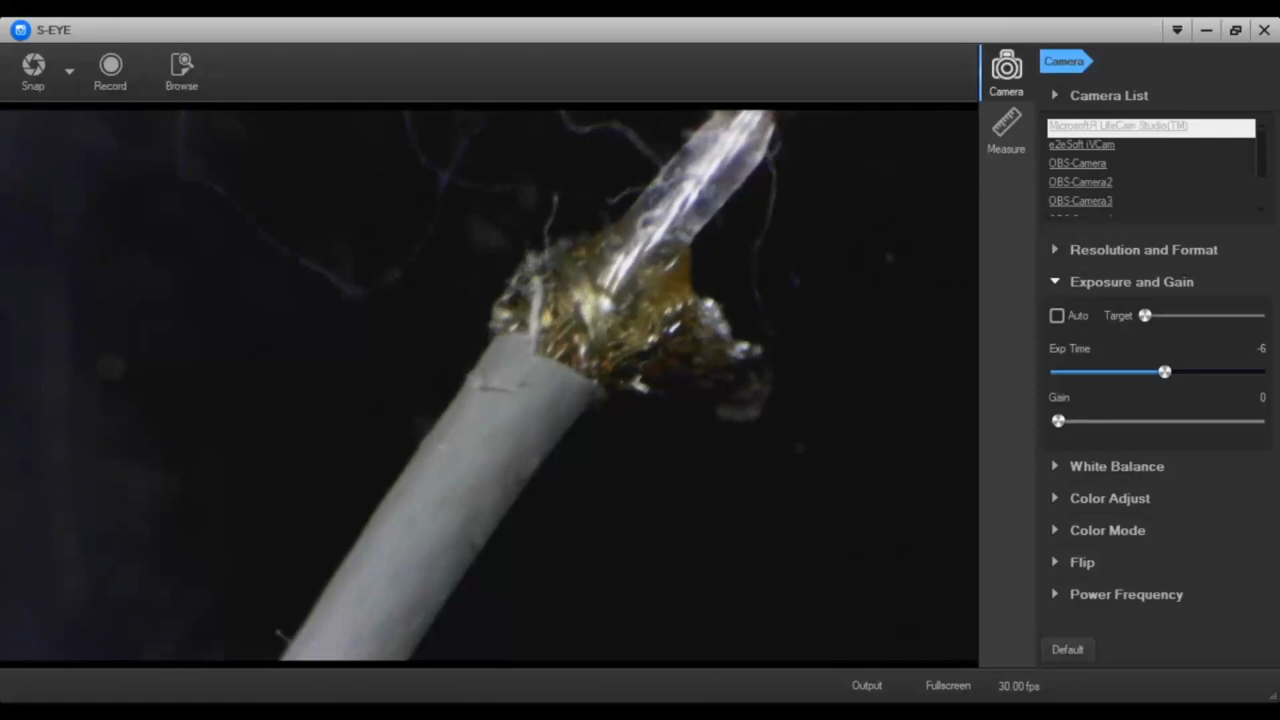 S-EYE
Snap
Record
Browse
Camera
Measure
Camera
Camera List
MicrosoftR LifeCam Studio(TM)
e2eSoft iVCam
OBS-Camera
OBS-Camera2
OBS-Camera3
Resolution and Format
Exposure and Gain
Auto Target
Exp Time -6
Gain 0
White Balance
Color Adjust
Color Mode
Flip
Power Frequency
Default
Output Fullscreen 30.00 fps